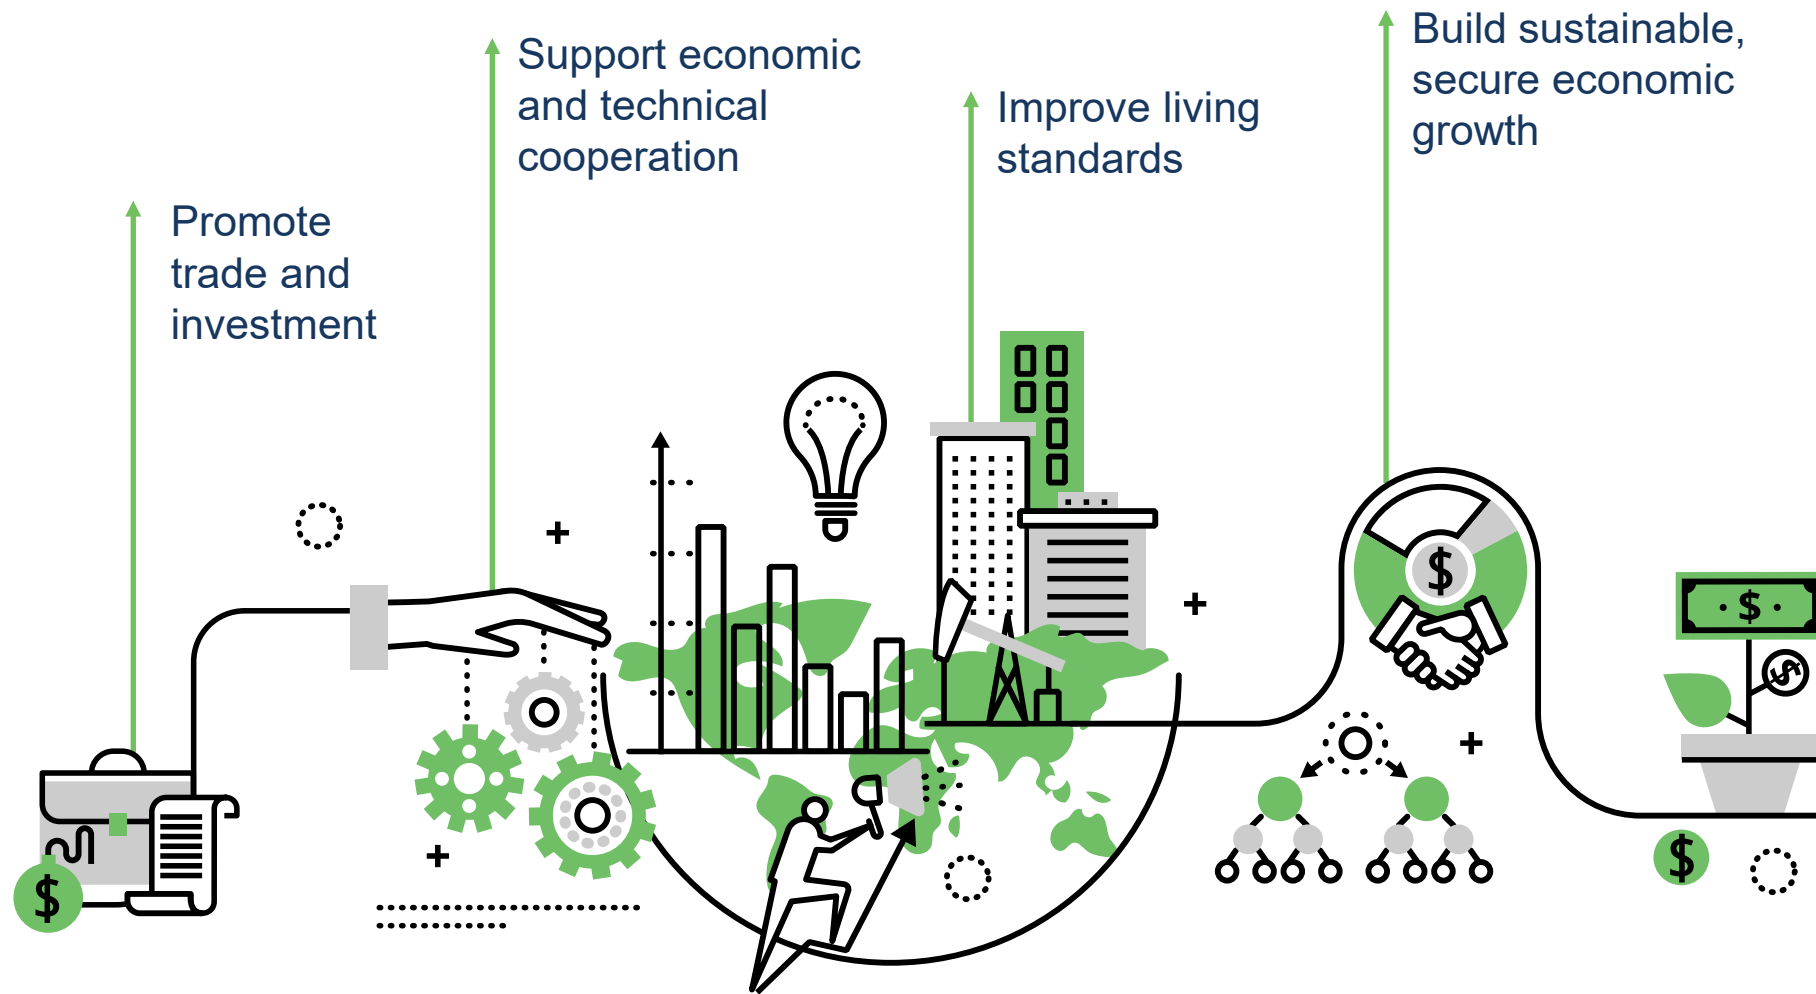 Promote
trade and
investment
Support economic
and technical
cooperation
Improve living
standards
Build sustainable,
secure economic
growth
$
$
$
$
$